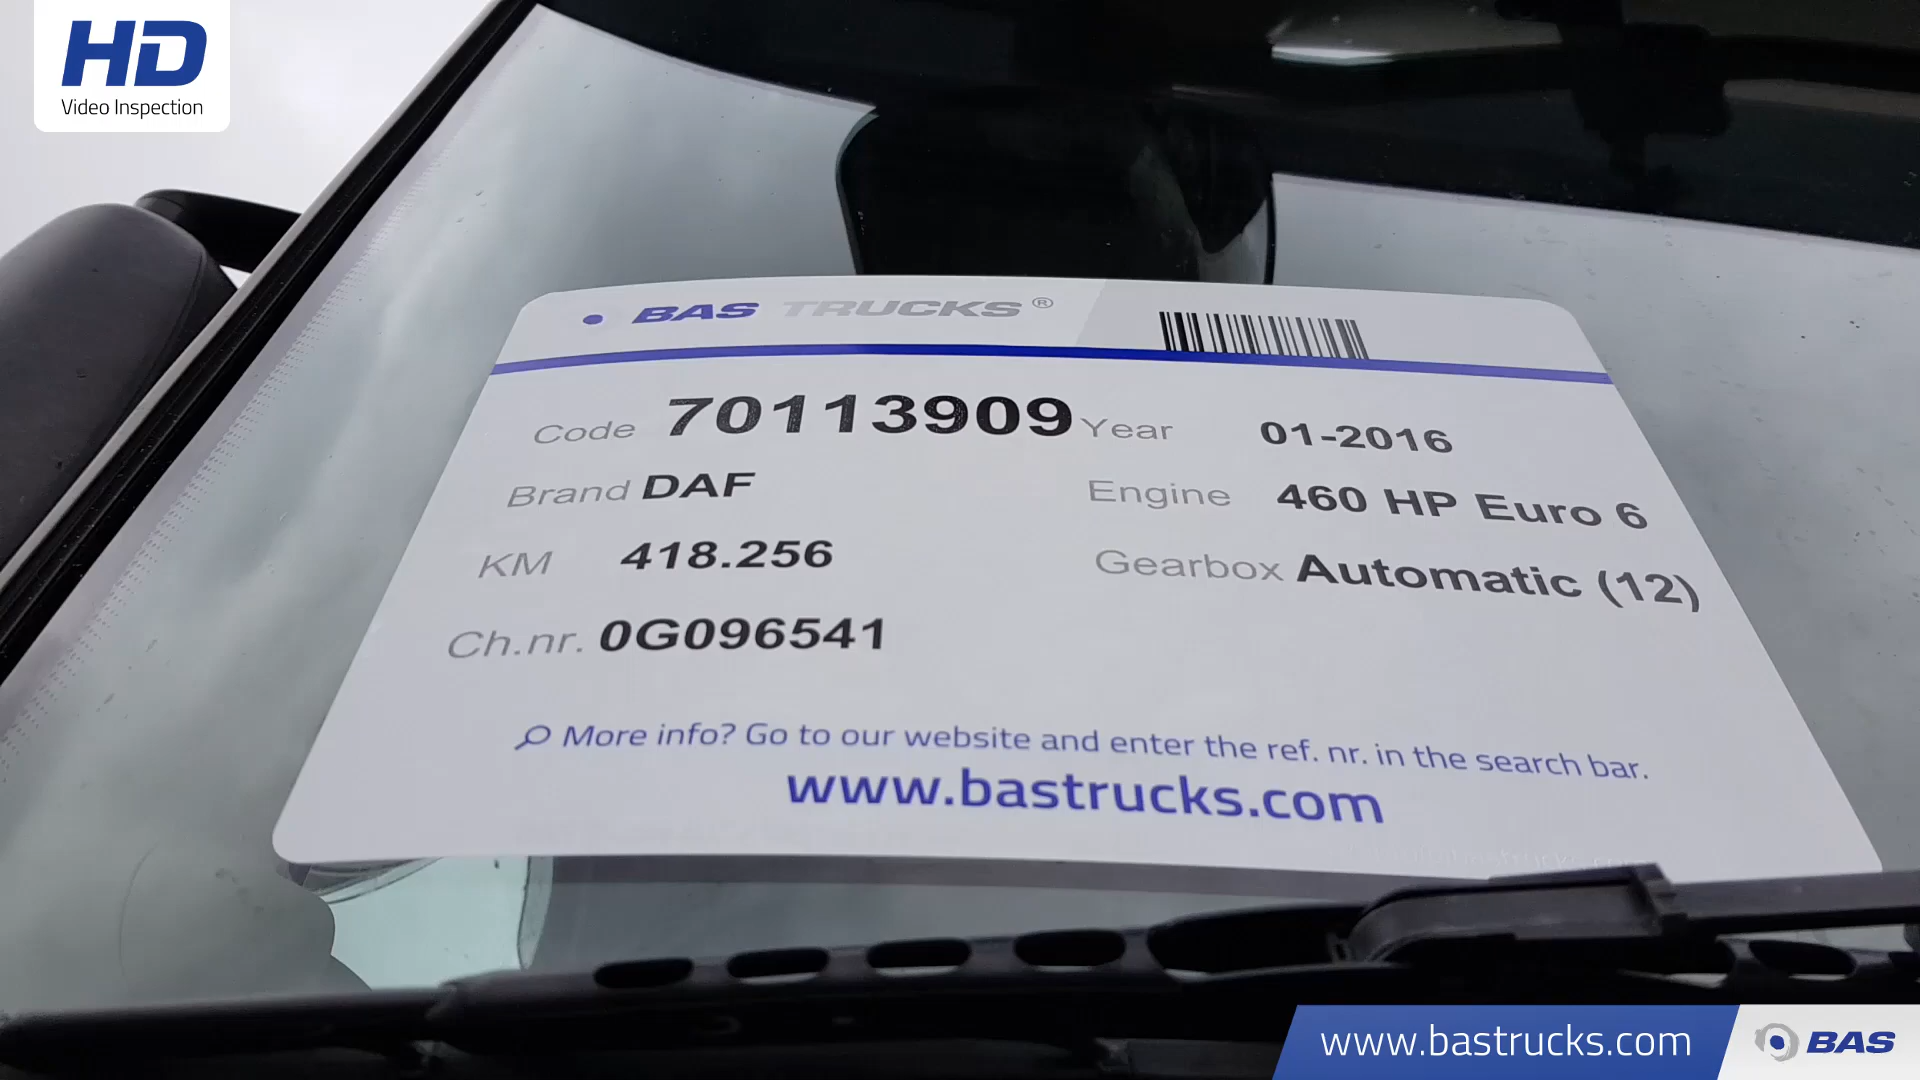 HD
Video Inspection
BAS TRUCKS®
Code 70113909 Year 01-2016
Brand DAF Engine 460 HP Euro 6
KM 418.256 Gearbox Automatic (12)
Ch.nr. 0G096541
More info? Go to our website and enter the ref. nr. in the search bar.
www.bastrucks.com
www.bastrucks.com BAS